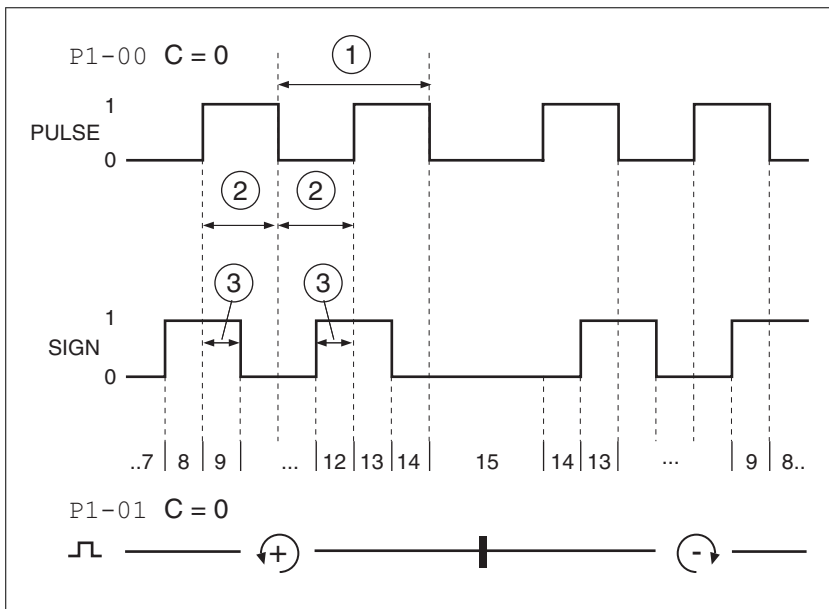 P1-00 C = 0
1
1
PULSE
0
2 2
3 3
1
SIGN
0
..7 8 9 ... 12 13 14 15 14 13 ... 9 8..
P1-01 C = 0
+ -